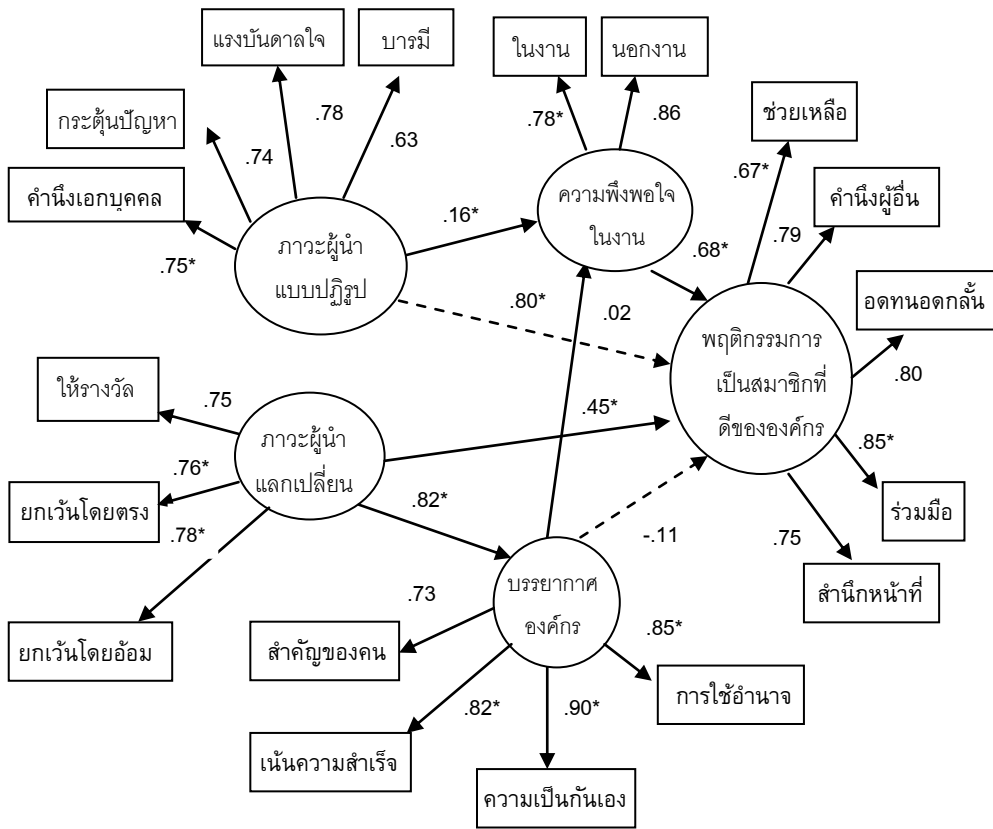 แรงบันดาลใจ
บารมี
ในงาน
นอกงาน
กระตุ้นปัญหา
.78
.63
.78*
.86
ช่วยเหลือ
.74
คำนึงเอกบุคคล
.75*
ภาวะผู้นำ
แบบปฏิรูป
.16*
ความพึงพอใจ
ในงาน
.67*
คำนึงผู้อื่น
.79
.68*
.80*
.02
อดทนอดกลั้น
.80
พฤติกรรมการ
เป็นสมาชิกที่
ดีขององค์กร
ให้รางวัล
.75
ภาวะผู้นำ
แลกเปลี่ยน
.45*
.76*
ยกเว้นโดยตรง
.78*
.82*
.85*
ร่วมมือ
-.11
.75
สำนึกหน้าที่
ยกเว้นโดยอ้อม
บรรยากาศ
องค์กร
.73
สำคัญของคน
.85*
การใช้อำนาจ
.82*
.90*
เน้นความสำเร็จ
ความเป็นกันเอง